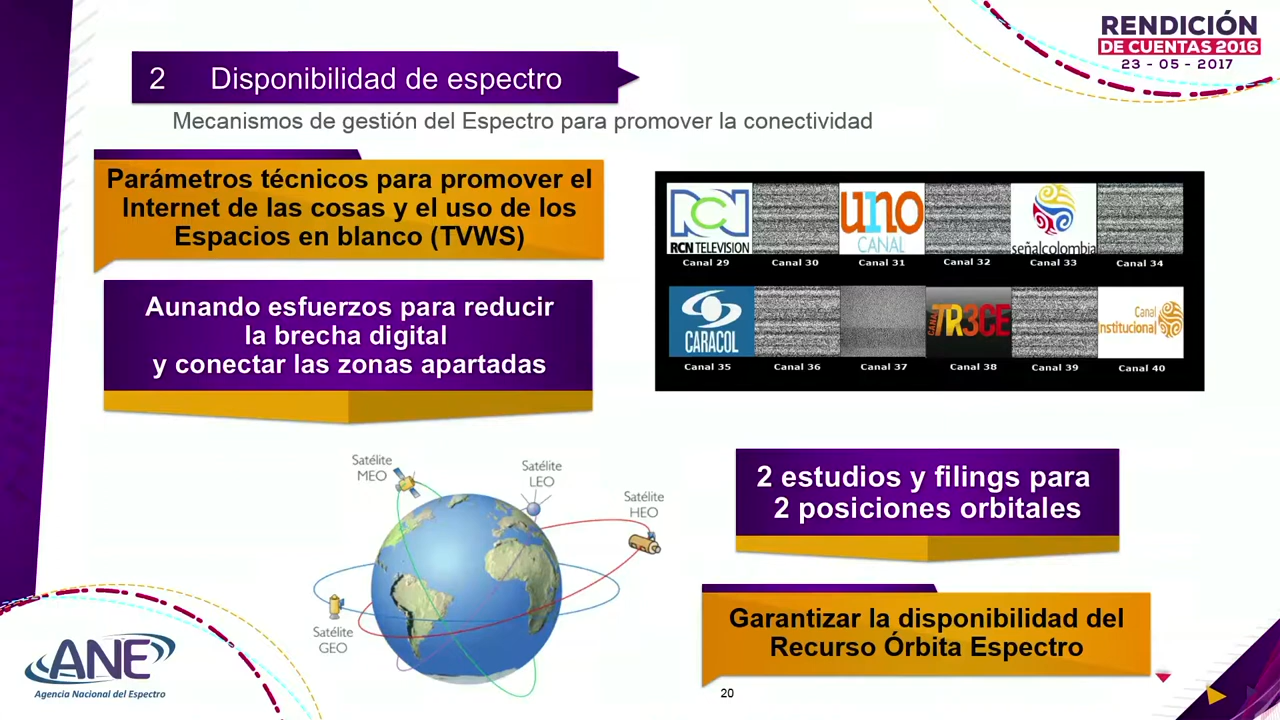 RENDICIÓN
DE CUENTAS 2016
23 - 05 - 2017
2 Disponibilidad de espectro
Mecanismos de gestión del Espectro para promover la conectividad
Parámetros técnicos para promover el
Internet de las cosas y el uso de los
Espacios en blanco (TVWS)
Aunando esfuerzos para reducir
la brecha digital
y conectar las zonas apartadas
RCN TELEVISION
uno
CANAL
señalcolombia
Canal 29
Canal 30
Canal 31
Canal 32
Canal 33
Canal 34
CARACOL
CANAL
TR3CE
Canal
nstitucional
Canal 35
Canal 36
Canal 37
Canal 38
Canal 39
Canal 40
Satélite
MEO
Satélite
LEO
Satélite
HEO
Satélite
GEO
2 estudios y filings para
2 posiciones orbitales
Garantizar la disponibilidad del
Recurso Órbita Espectro
ANE
Agencia Nacional del Espectro
20